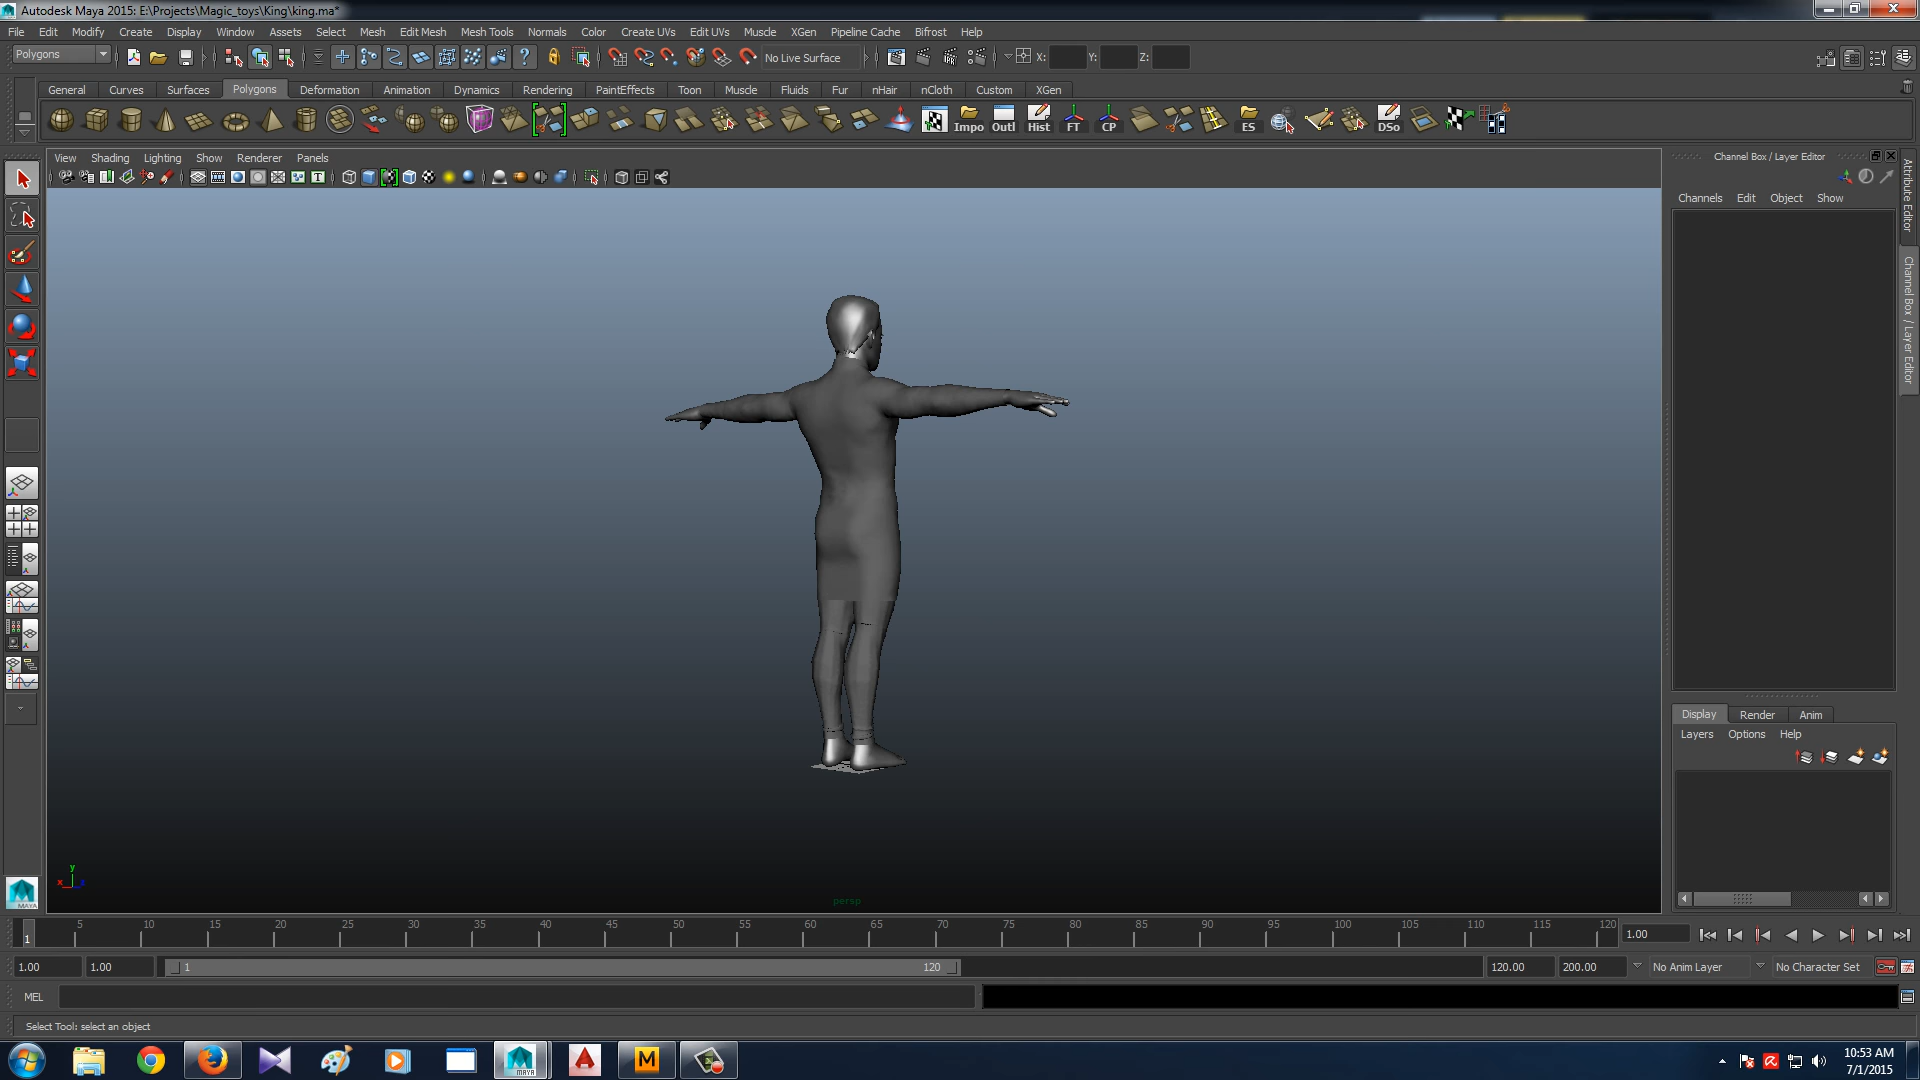 Autodesk Maya 2015: E:\Projects\Magic_toys\King\king.ma*
File Edit Modify Create Display Window Assets Select Mesh Edit Mesh Mesh Tools Normals Color Create UVs Edit UVs Muscle XGen Pipeline Cache Bifrost Help
Polygons No Live Surface X: Y: Z:
General Curves Surfaces Polygons Deformation Animation Dynamics Rendering PaintEffects Toon Muscle Fluids Fur nHair nCloth Custom XGen
Impo Outl Hist FT CP ES DSo
View Shading Lighting Show Renderer Panels
Channel Box / Layer Editor
Channels Edit Object Show
Attribute Editor
Channel Box / Layer Editor
Display Render Anim
Layers Options Help
y
x
persp
MAYA
1 5 10 15 20 25 30 35 40 45 50 55 60 65 70 75 80 85 90 95 100 105 110 115 120 1.00
1.00 1.00 1 120 120.00 200.00 No Anim Layer No Character Set
MEL
Select Tool: select an object
MAYA
M
10:53 AM
7/1/2015